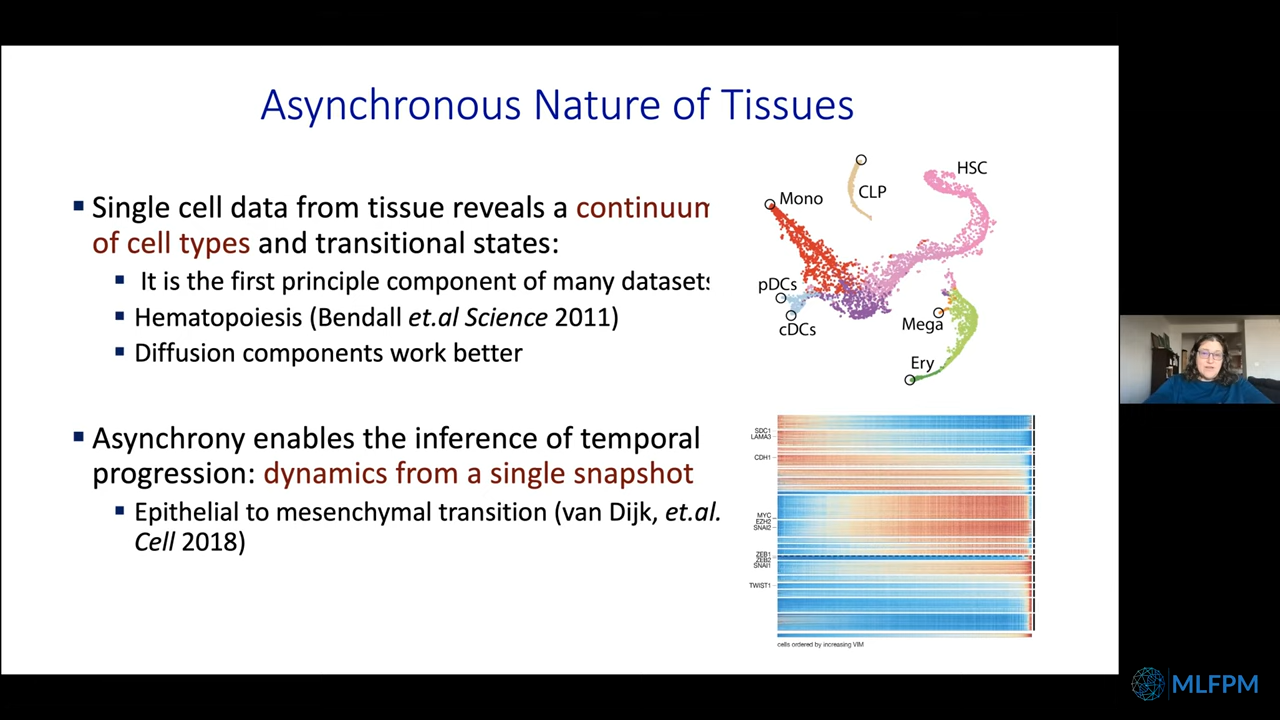 Asynchronous Nature of Tissues
Single cell data from tissue reveals a continuum
of cell types and transitional states:
It is the first principle component of many datasets
Hematopoiesis (Bendall et.al Science 2011)
Diffusion components work better
Asynchrony enables the inference of temporal
progression: dynamics from a single snapshot
Epithelial to mesenchymal transition (van Dijk, et.al.
Cell 2018)
HSC
CLP
Mono
pDCs
cDCs
Mega
Ery
SDC1
LAMA3
CDH1
MYC
EZH2
SNAI2
ZEB1
ZEB2
SNAI1
TWIST1
cells ordered by increasing VIM
MLFPM